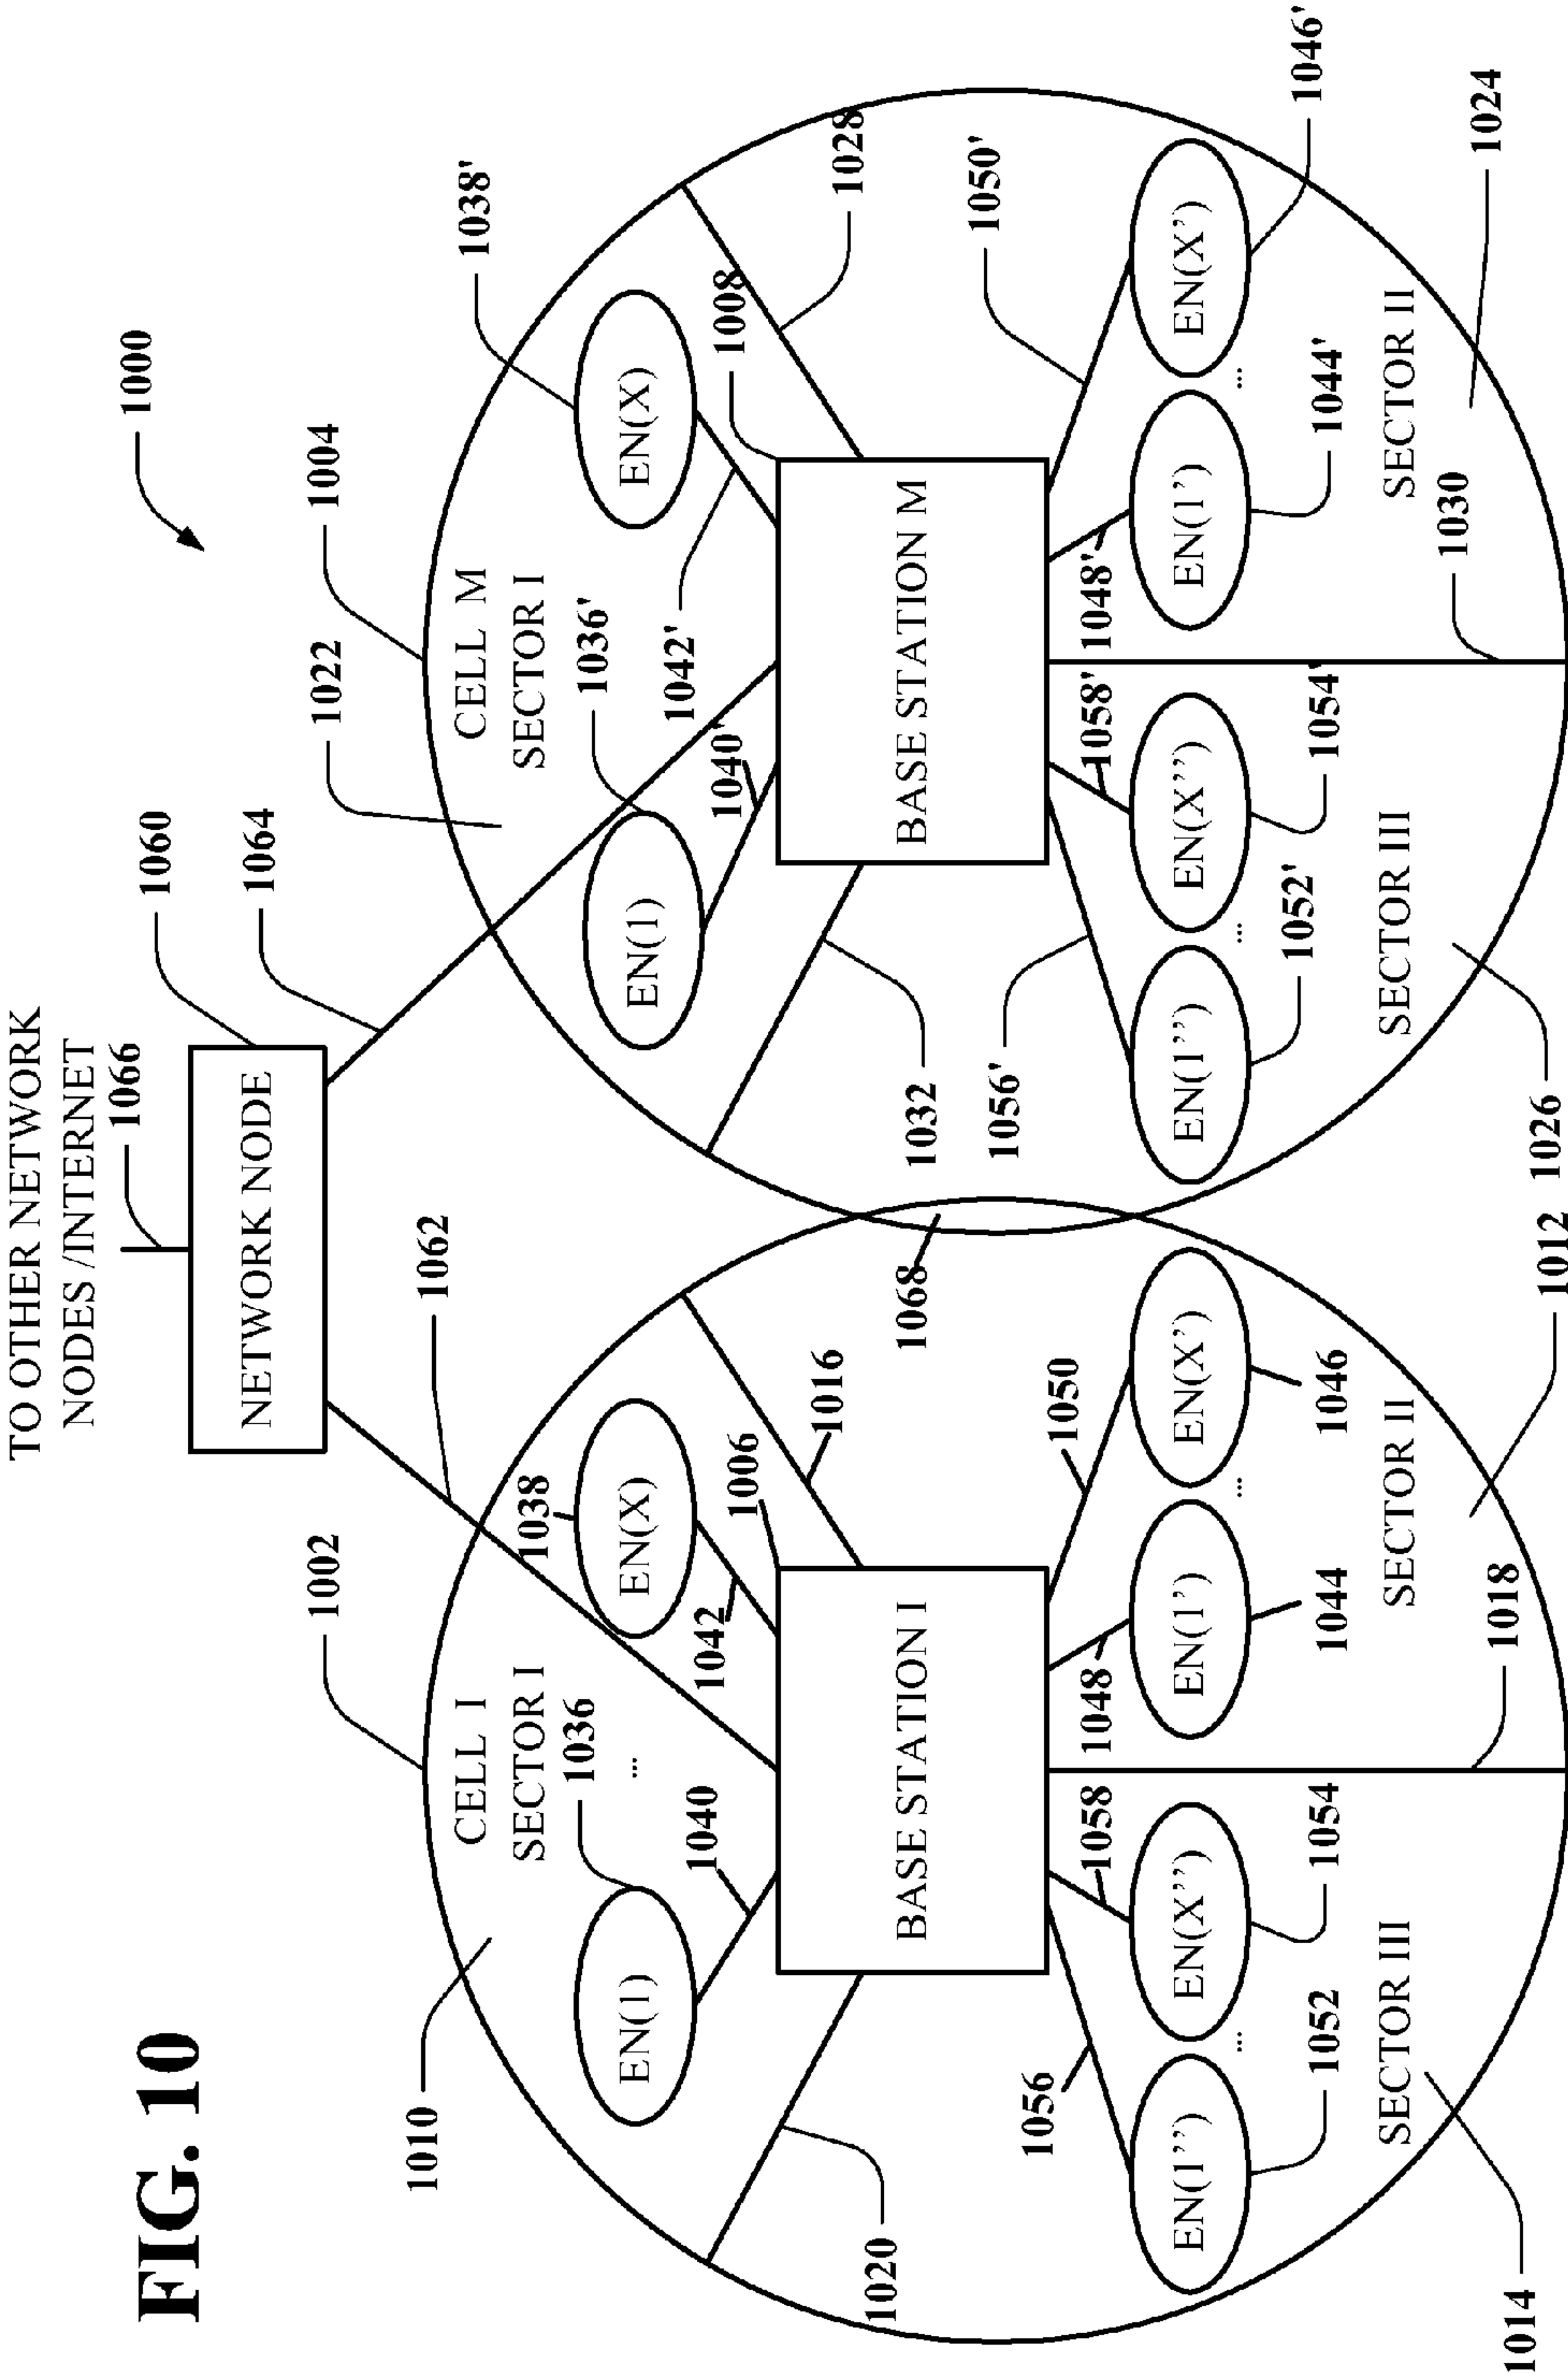 FIG. 10
TO OTHER NETWORK
NODES /INTERNET
1066
1000
NETWORK NODE
1060
1064
1062
1002
1010
CELL I
SECTOR I
1036
...
1038
EN(1)
EN(X)
1040
1042
1006
1016
1020
BASE STATION I
1056
1058
1048
1050
EN(1'')
...
EN(X'')
EN(1')
...
EN(X')
1052
1054
1044
1046
SECTOR III
SECTOR II
1014
1018
1012
1068
1004
1022
CELL M
SECTOR I
1036'
1038'
EN(1)
EN(X)
1040'
1042'
1008
1028
1032
BASE STATION M
1056'
1058'
1048'
1050'
EN(1'')
...
EN(X'')
EN(1')
...
EN(X')
1052'
1054'
1044'
1046'
SECTOR III
SECTOR II
1026
1030
1024